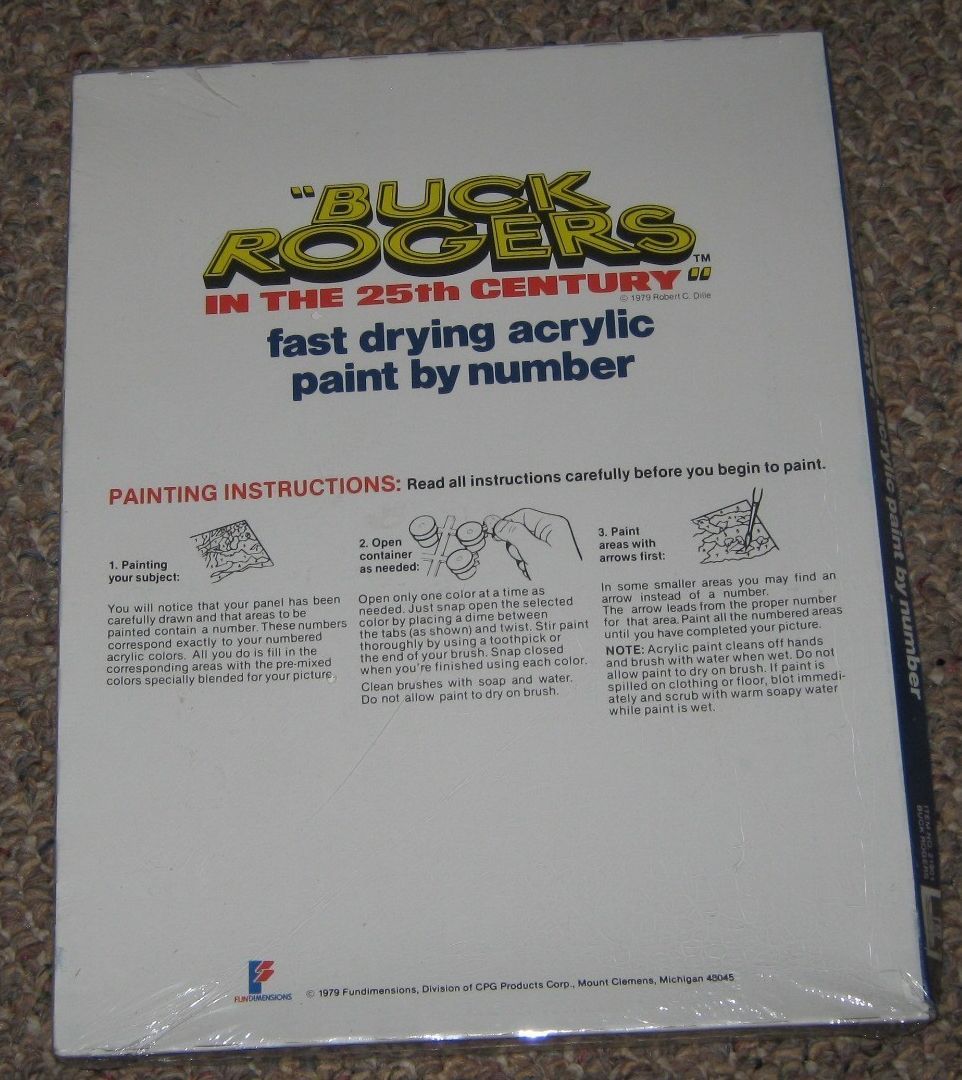 "BUCK
ROGERS™
IN THE 25th CENTURY"
© 1979 Robert C. Dille
fast drying acrylic
paint by number
PAINTING INSTRUCTIONS: Read all instructions carefully before you begin to paint.
1. Painting
your subject:
You will notice that your panel has been
carefully drawn and that areas to be
painted contain a number. These numbers
correspond exactly to your numbered
acrylic colors. All you do is fill in the
corresponding areas with the pre-mixed
colors specially blended for your picture.
2. Open
container
as needed:
Open only one color at a time as
needed. Just snap open the selected
color by placing a dime between
the tabs (as shown) and twist. Stir paint
thoroughly by using a toothpick or
the end of your brush. Snap closed
when you're finished using each color.
Clean brushes with soap and water.
Do not allow paint to dry on brush.
3. Paint
areas with
arrows first:
In some smaller areas you may find an
arrow instead of a number.
The arrow leads from the proper number
for that area. Paint all the numbered areas
until you have completed your picture.
NOTE: Acrylic paint cleans off hands
and brush with water when wet. Do not
allow paint to dry on brush. If paint is
spilled on clothing or floor, blot immedi-
ately and scrub with warm soapy water
while paint is wet.
FUNDIMENSIONS
© 1979 Fundimensions, Division of CPG Products Corp., Mount Clemens, Michigan 48045
acrylic paint by number
BUCK ROGERS